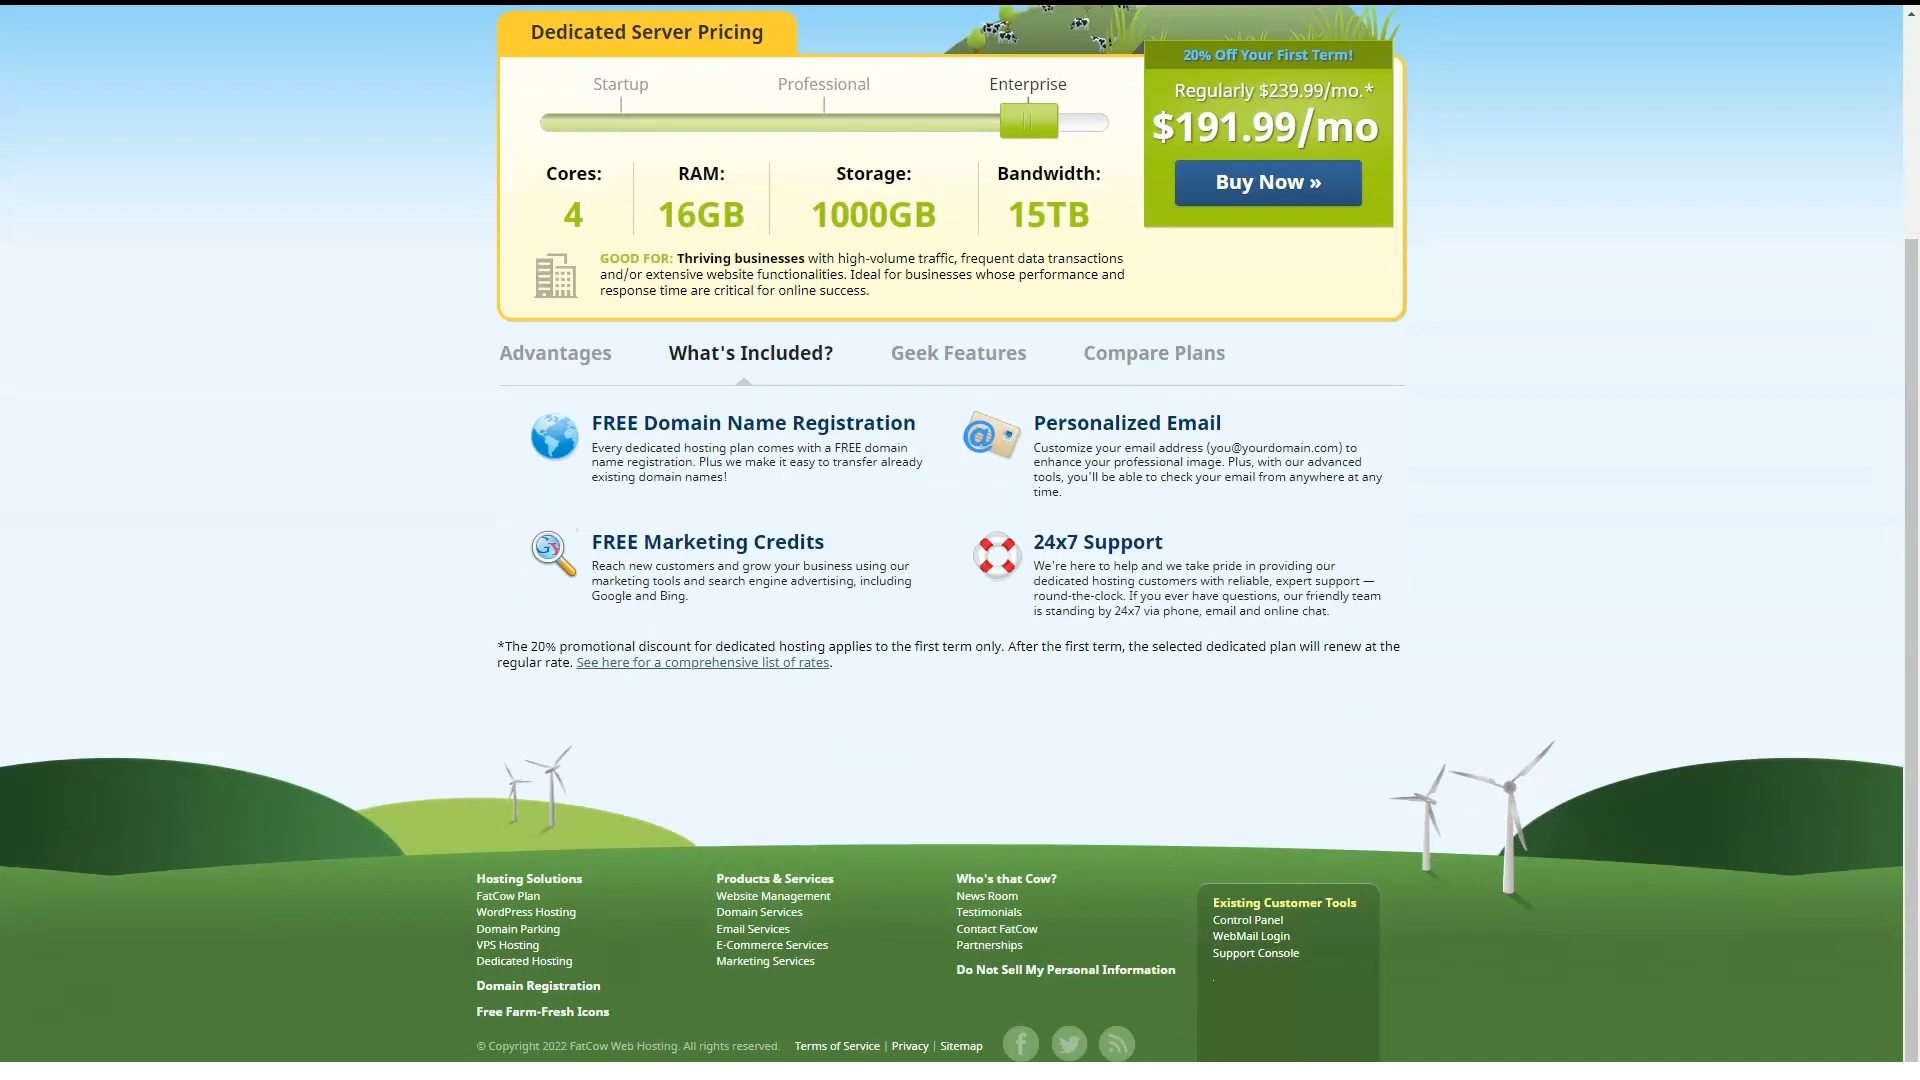 Dedicated Server Pricing
20% Off Your First Term!
Startup
Professional
Enterprise
Regularly $239.99/mo.*
$191.99/mo
Buy Now »
Cores:
RAM:
Storage:
Bandwidth:
4
16GB
1000GB
15TB
GOOD FOR: Thriving businesses with high-volume traffic, frequent data transactions
and/or extensive website functionalities. Ideal for businesses whose performance and
response time are critical for online success.
Advantages
What's Included?
Geek Features
Compare Plans
FREE Domain Name Registration
Every dedicated hosting plan comes with a FREE domain
name registration. Plus we make it easy to transfer already
existing domain names!
Personalized Email
Customize your email address (you@yourdomain.com) to
enhance your professional image. Plus, with our advanced
tools, you'll be able to check your email from anywhere at any
time.
FREE Marketing Credits
Reach new customers and grow your business using our
marketing tools and search engine advertising, including
Google and Bing.
24x7 Support
We're here to help and we take pride in providing our
dedicated hosting customers with reliable, expert support —
round-the-clock. If you ever have questions, our friendly team
is standing by 24x7 via phone, email and online chat.
*The 20% promotional discount for dedicated hosting applies to the first term only. After the first term, the selected dedicated plan will renew at the
regular rate. See here for a comprehensive list of rates.
Hosting Solutions
FatCow Plan
WordPress Hosting
Domain Parking
VPS Hosting
Dedicated Hosting
Domain Registration
Free Farm-Fresh Icons
Products & Services
Website Management
Domain Services
Email Services
E-Commerce Services
Marketing Services
Who's that Cow?
News Room
Testimonials
Contact FatCow
Partnerships
Do Not Sell My Personal Information
Existing Customer Tools
Control Panel
WebMail Login
Support Console
© Copyright 2022 FatCow Web Hosting. All rights reserved. Terms of Service | Privacy | Sitemap